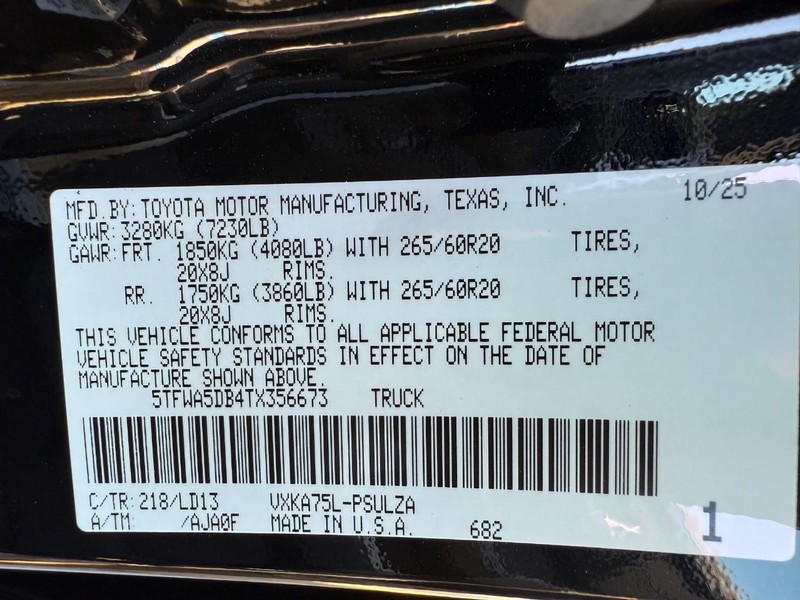 MFD.BY:TOYOTA MOTOR MANUFACTURING, TEXAS, INC. 10/25
GVWR:3280KG (7230LB)
GAWR:FRT. 1850KG (4080LB) WITH 265/60R20 TIRES,
20X8J RIMS.
RR. 1750KG (3860LB) WITH 265/60R20 TIRES,
20X8J RIMS.
THIS VEHICLE CONFORMS TO ALL APPLICABLE FEDERAL MOTOR
VEHICLE SAFETY STANDARDS IN EFFECT ON THE DATE OF
MANUFACTURE SHOWN ABOVE.
5TFWA5DB4TX356673 TRUCK
C/TR:218/LD13 VXKA75L-PSULZA
A/TM: /AJA0F MADE IN U.S.A. 682 1